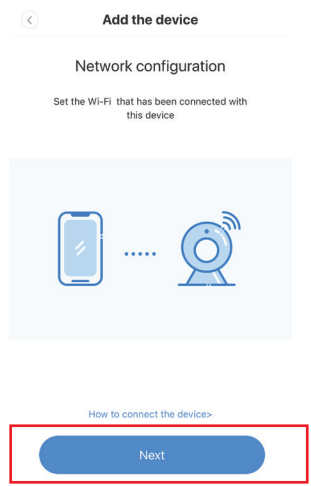 Add the device
Network configuration
Set the Wi-Fi that has been connected with
this device
How to connect the device>
Next